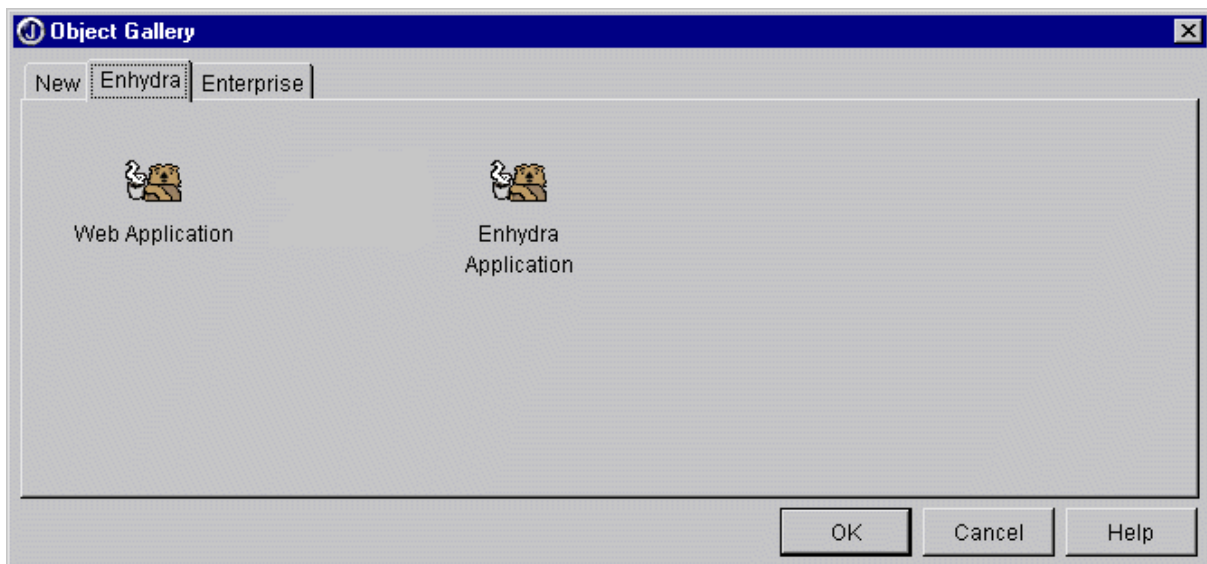 Object Gallery
New Enhydra Enterprise
Web Application
Enhydra
Application
OK Cancel Help